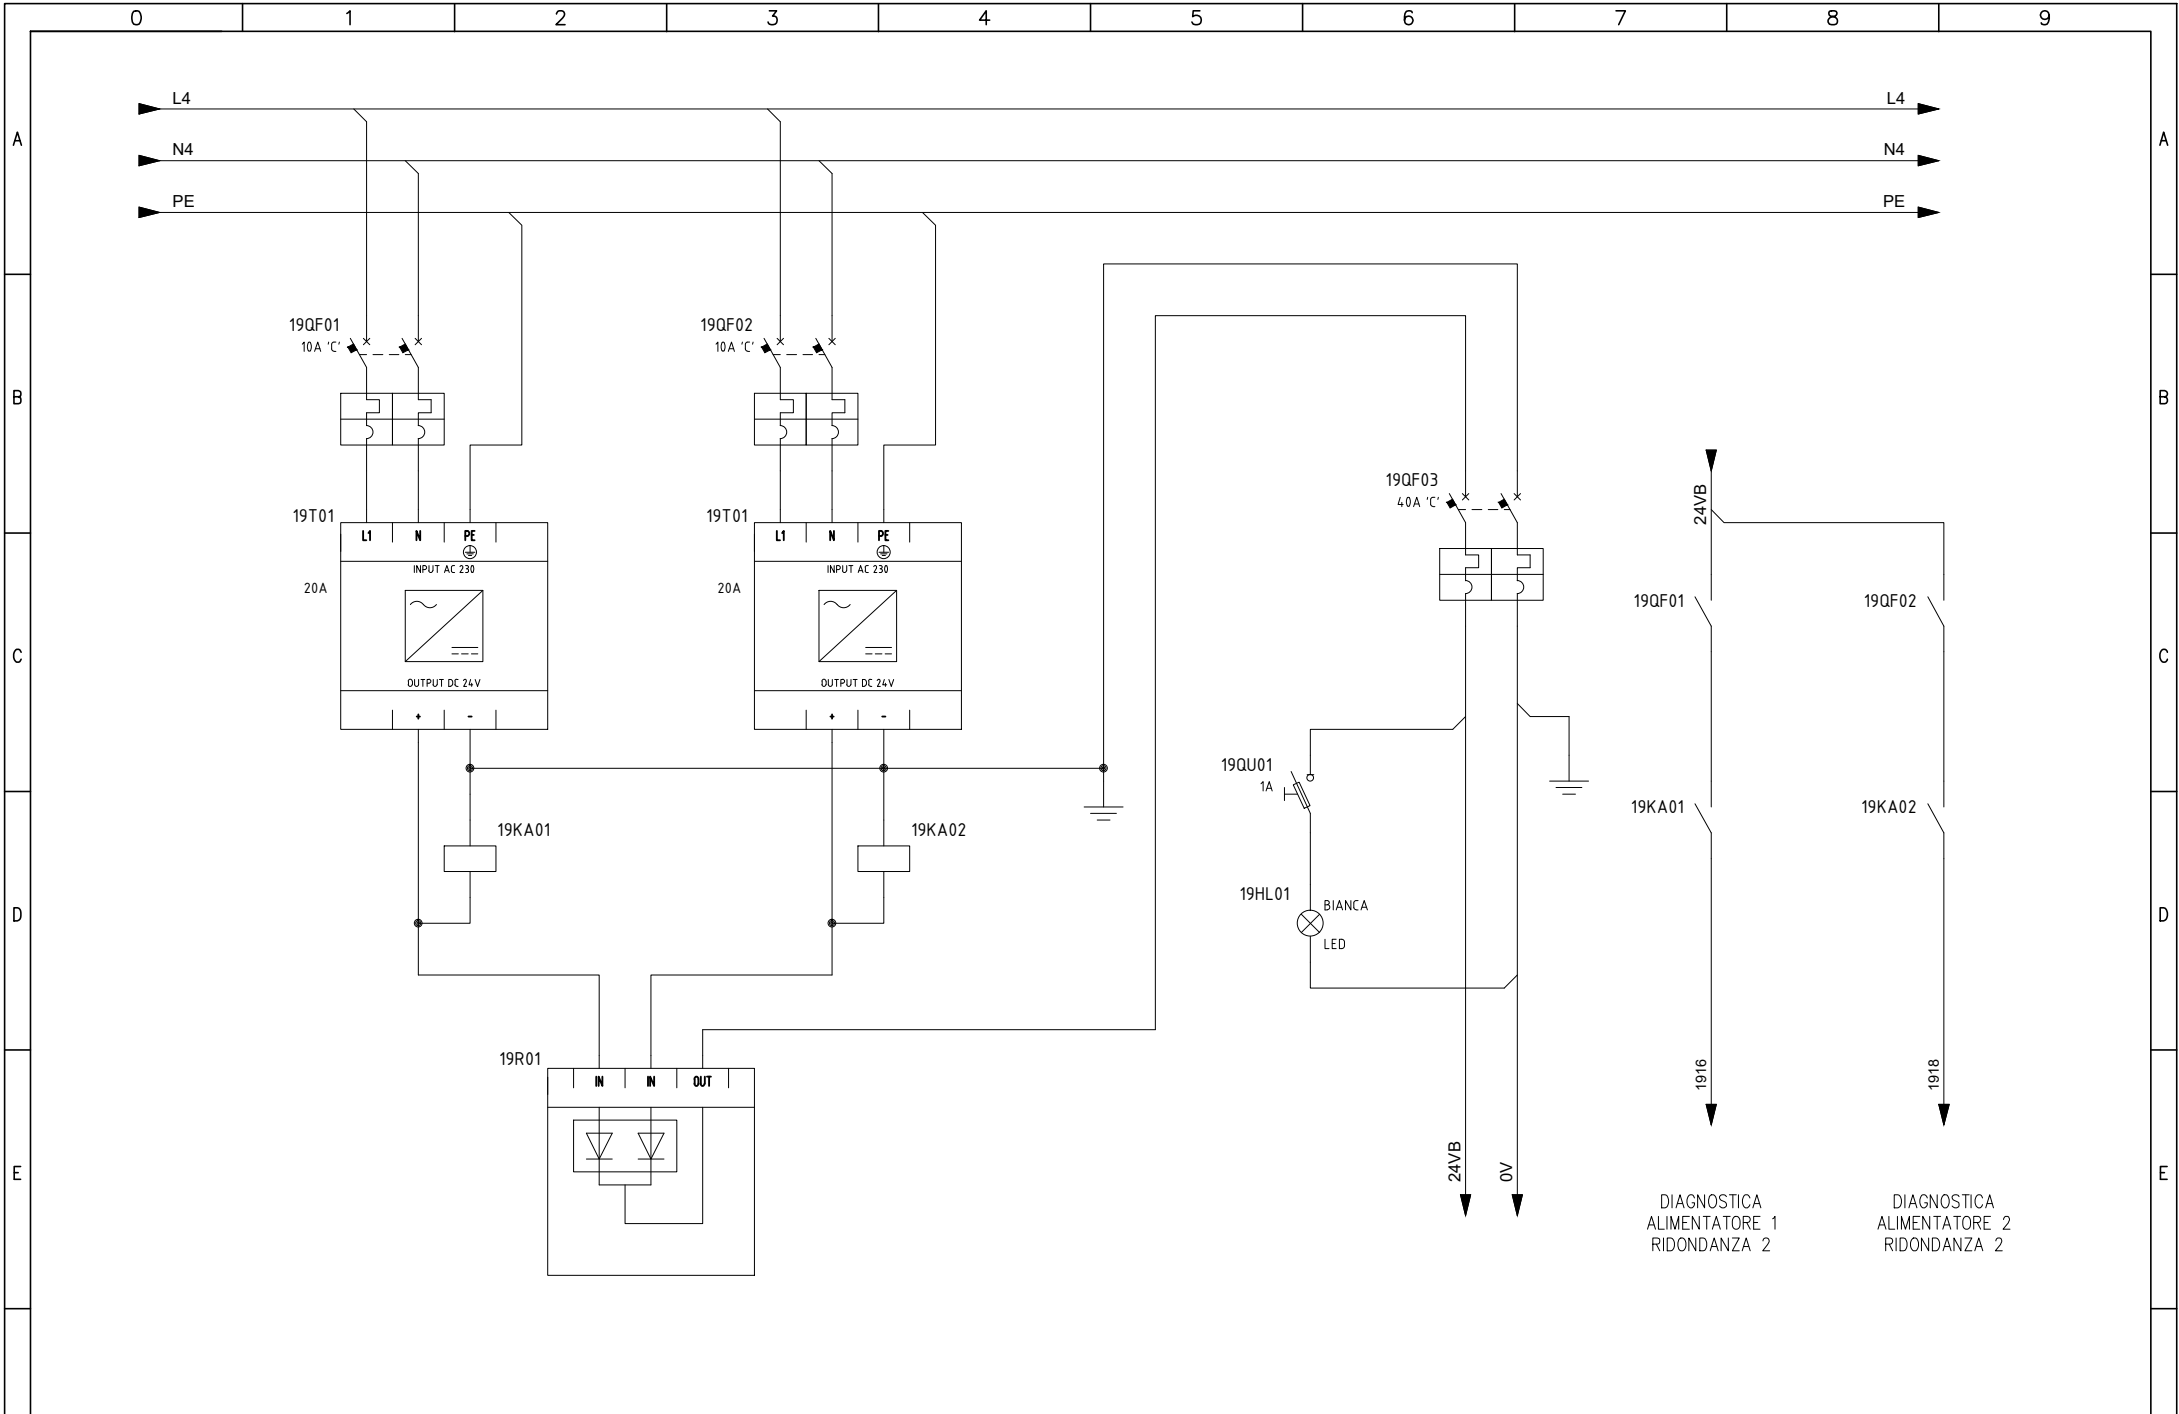 0 1 2 3 4 5 6 7 8 9
L4 L4
A A
N4 N4
PE PE
19QF01
10A 'C'
19QF02
10A 'C'
B B
19QF03
40A 'C'
24VB
19T01
L1 N PE
INPUT AC 230
20A
OUTPUT DC 24V
+ -
19T01
L1 N PE
INPUT AC 230
20A
OUTPUT DC 24V
+ -
19QF01 19QF02
C C
19QU01
1A
19KA01 19KA02
19KA01 19KA02
19HL01
BIANCA
LED
D D
19R01
IN IN OUT
1916
1918
24VB
0V
E E
DIAGNOSTICA
ALIMENTATORE 1
RIDONDANZA 2
DIAGNOSTICA
ALIMENTATORE 2
RIDONDANZA 2